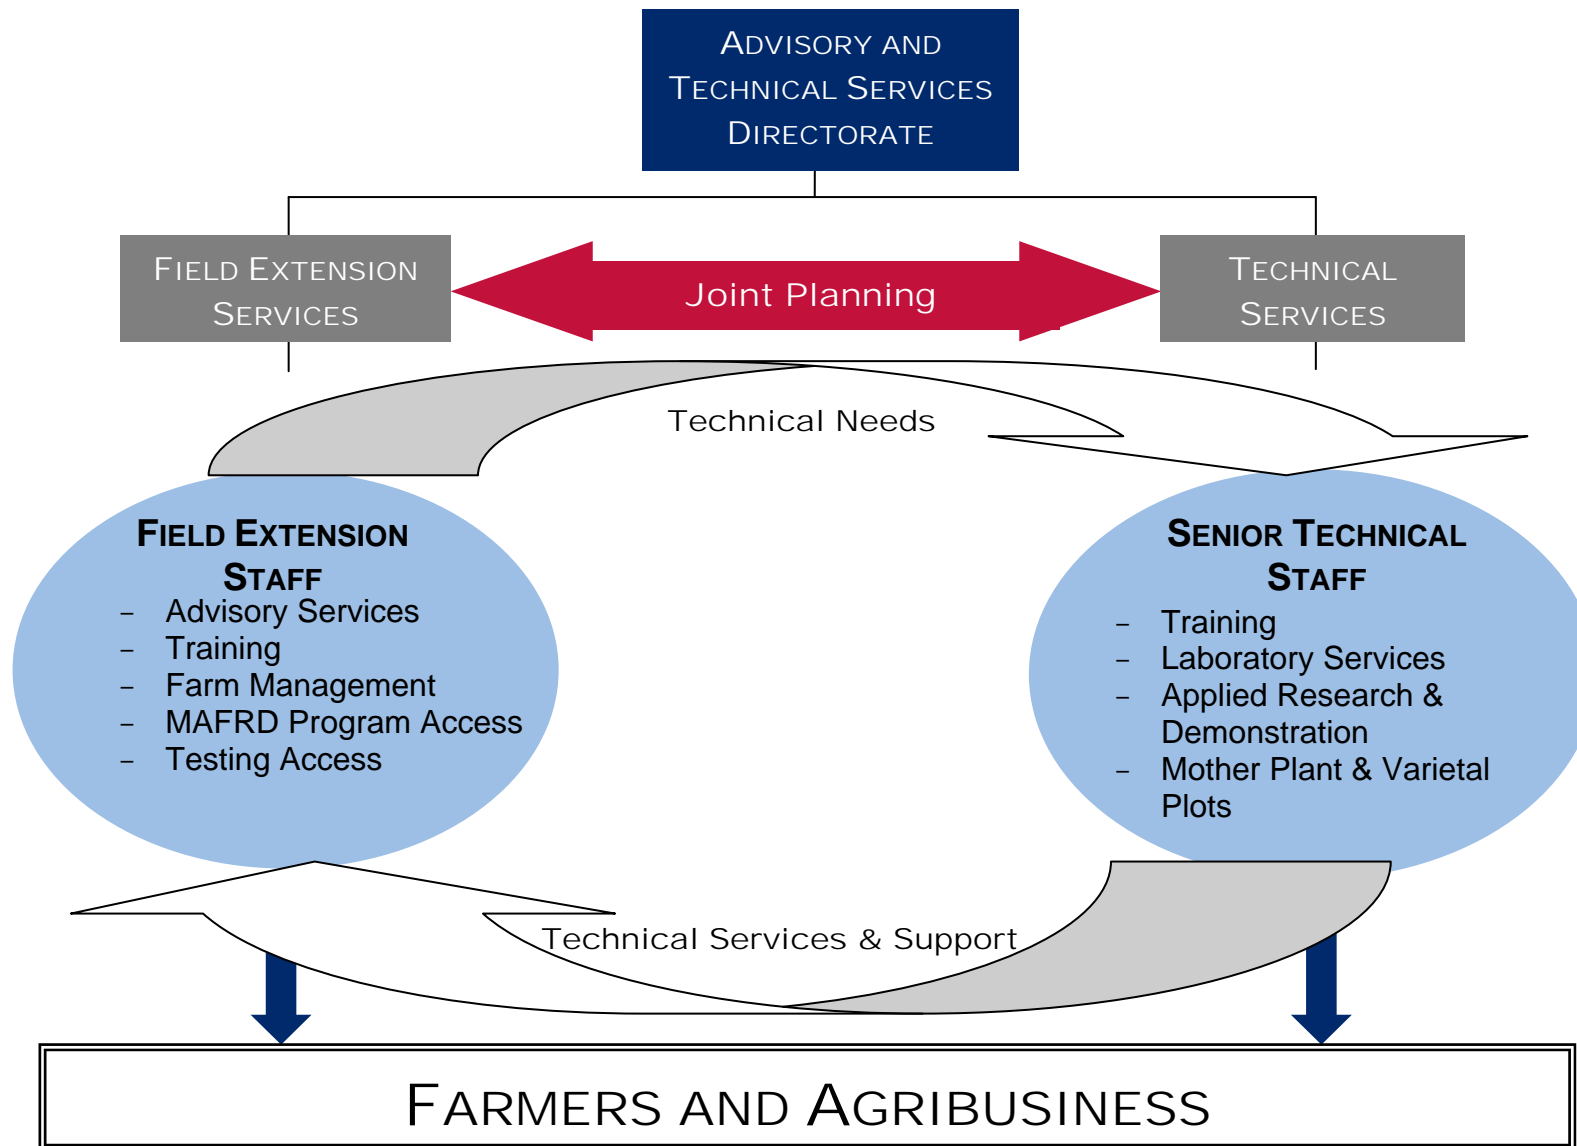 ADVISORY AND
TECHNICAL SERVICES
DIRECTORATE
FIELD EXTENSION
SERVICES
Joint Planning
TECHNICAL
SERVICES
Technical Needs
FIELD EXTENSION
STAFF
- Advisory Services
- Training
- Farm Management
- MAFRD Program Access
- Testing Access
SENIOR TECHNICAL
STAFF
- Training
- Laboratory Services
- Applied Research &
Demonstration
- Mother Plant & Varietal
Plots
Technical Services & Support
FARMERS AND AGRIBUSINESS